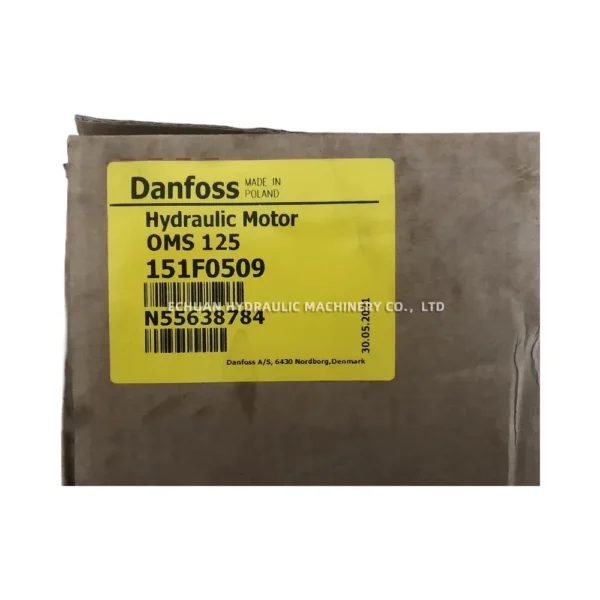 Danfoss MADE IN
POLAND
Hydraulic Motor
OMS 125
151F0509
ECHUAN HYDRAULIC MACHINERY CO., LTD
N55638784
30.05.2011
Danfoss A/S, 6430 Nordborg,Denmark